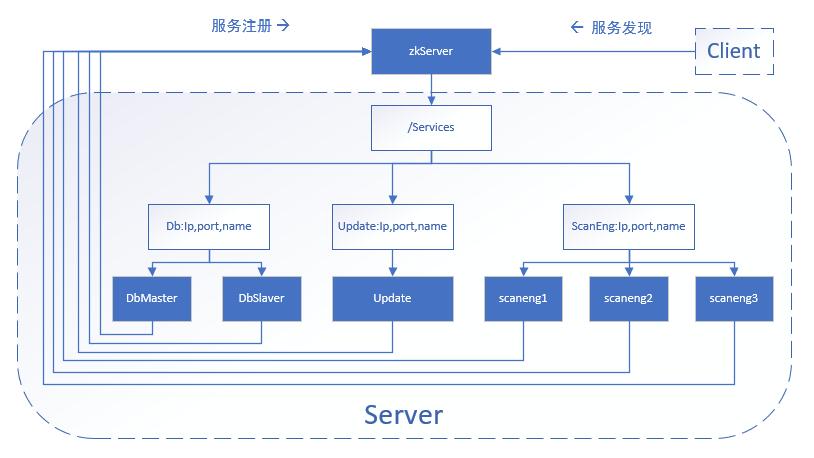 服务注册 →
← 服务发现
zkServer
Client
/Services
Db:Ip,port,name
Update:Ip,port,name
ScanEng:Ip,port,name
DbMaster
DbSlaver
Update
scaneng1
scaneng2
scaneng3
Server